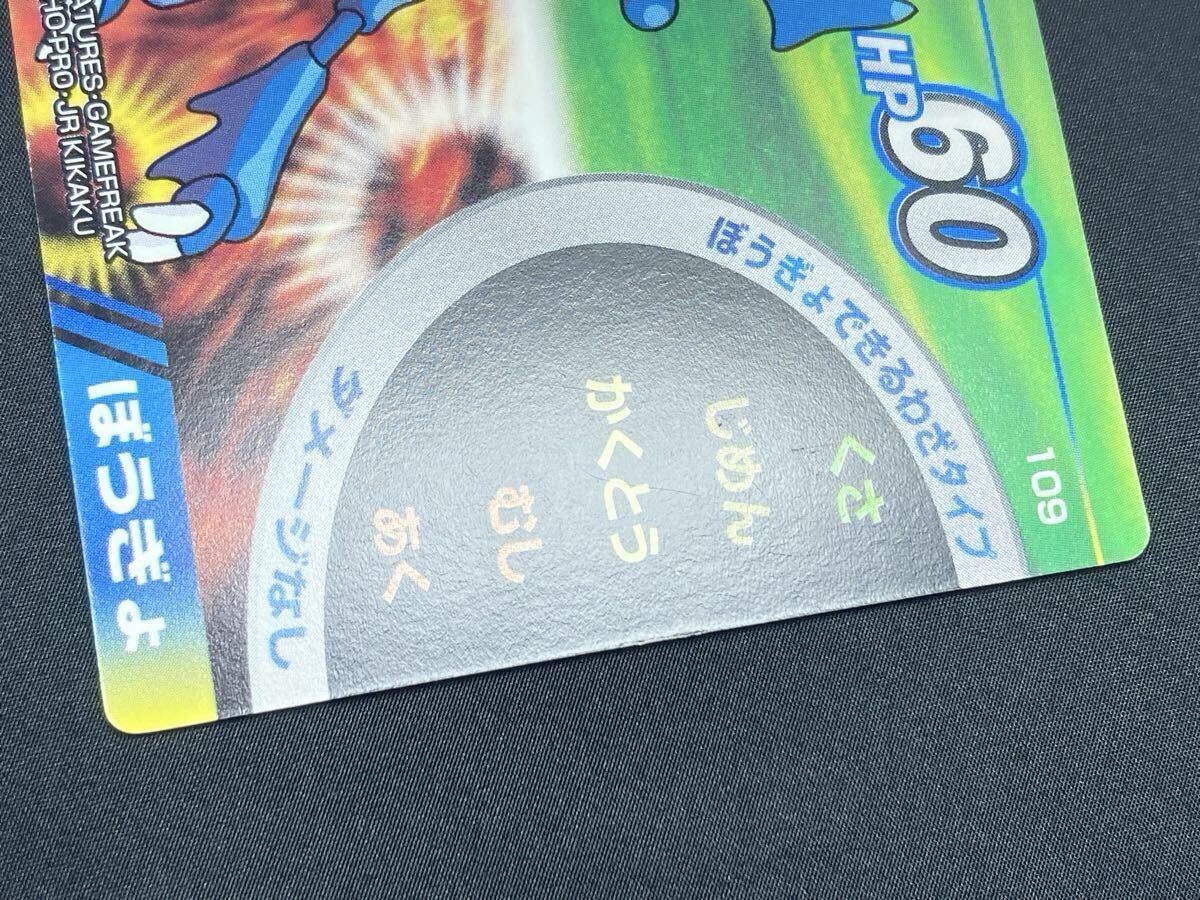 ATURES・GAMEFREAK
HO・PRO・JR KIKAKU
HP60
ぼうぎょできるわざタイプ
くさ
じめん
かくとう
むし
あく
ダメージなし
ぼうぎょ
109